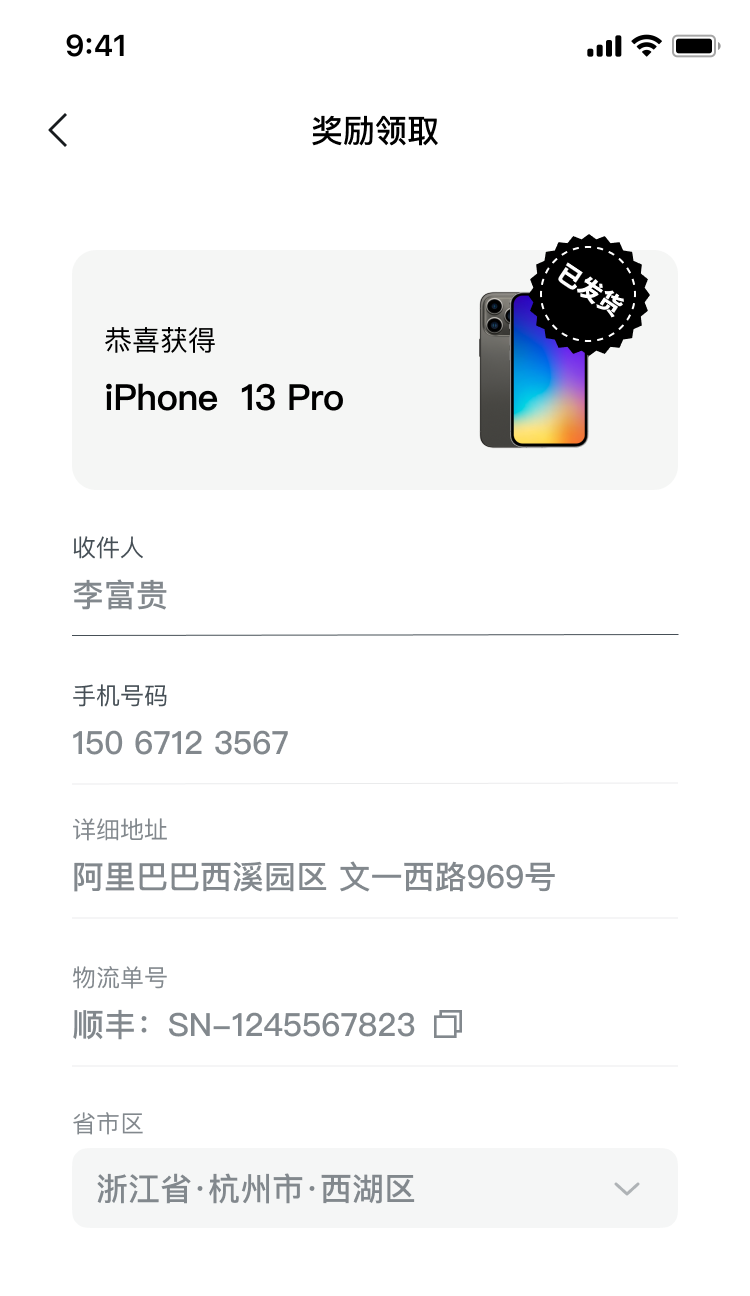 9:41
奖励领取
已发货
恭喜获得
iPhone 13 Pro
收件人
李富贵
手机号码
150 6712 3567
详细地址
阿里巴巴西溪园区 文一西路969号
物流单号
顺丰：SN-1245567823
省市区
浙江省·杭州市·西湖区